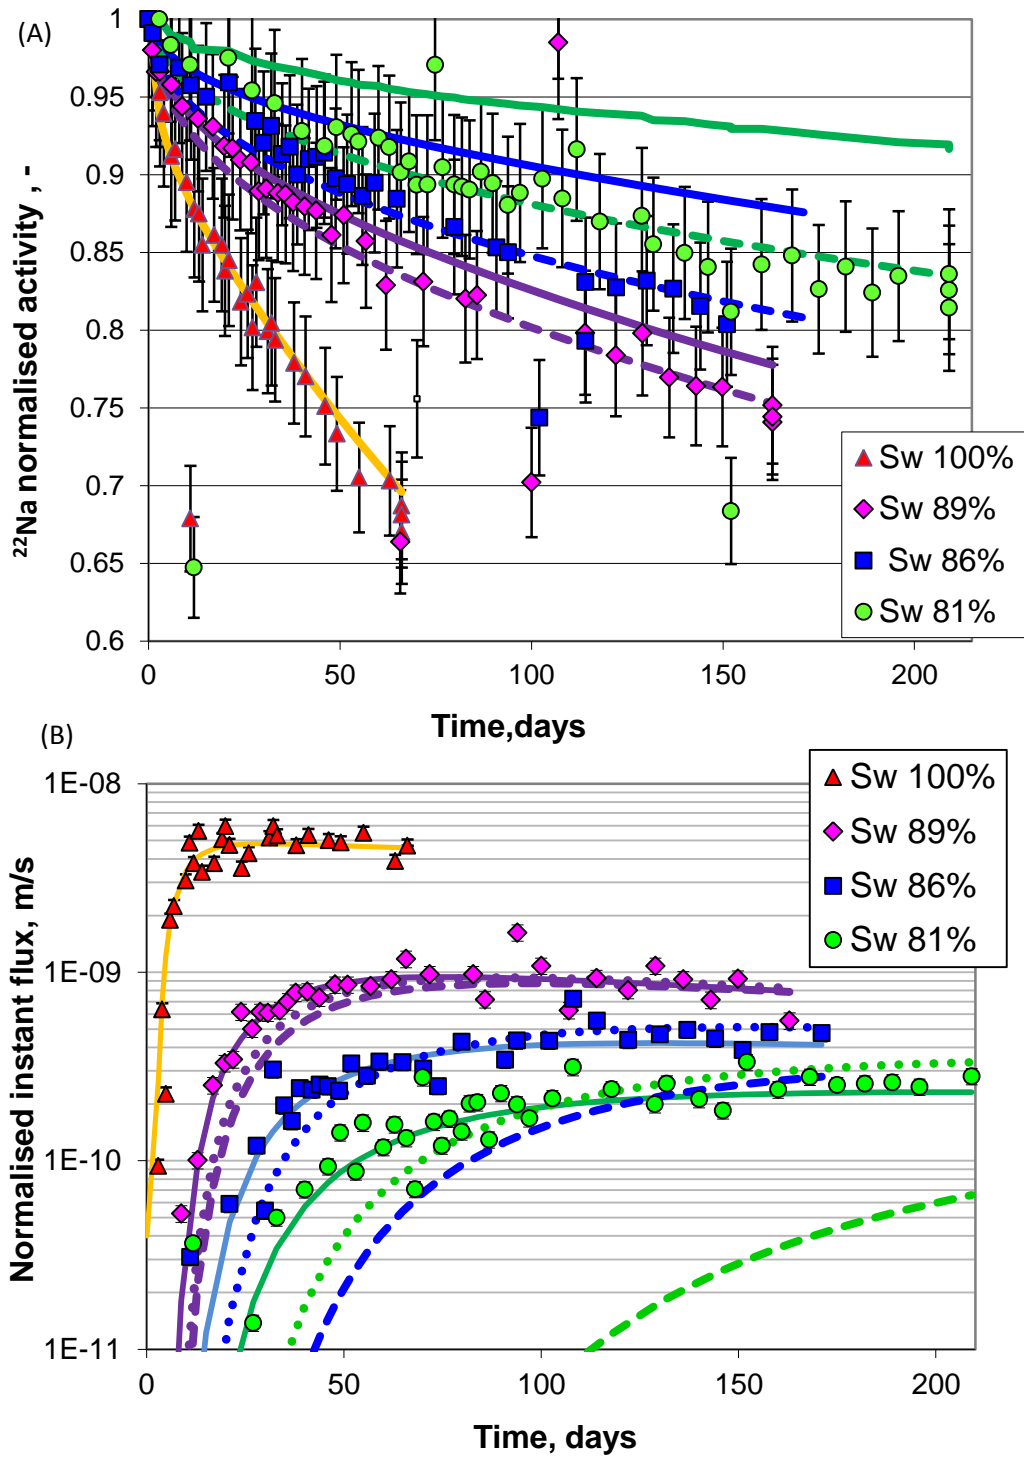 (A)
1
0.95
0.9
0.85
0.8
0.75
0.7
0.65
0.6
22Na normalised activity , -
0 50 100 150 200
Time,days
Sw 100%
Sw 89%
Sw 86%
Sw 81%
(B)
1E-08
1E-09
1E-10
1E-11
Normalised instant flux, m/s
0 50 100 150 200
Time, days
Sw 100%
Sw 89%
Sw 86%
Sw 81%